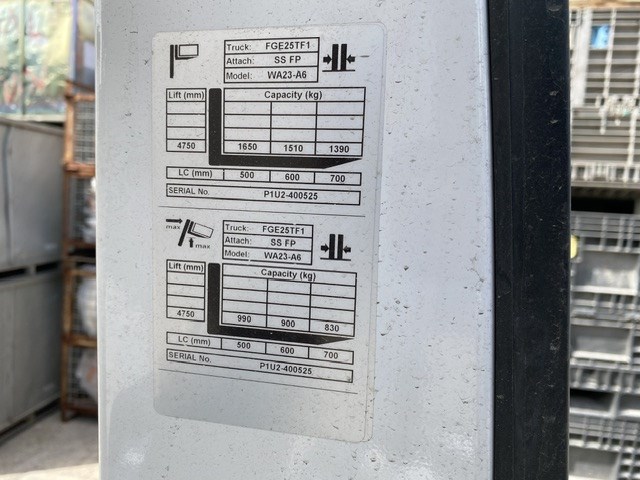 Truck: FGE25TF1
Attach: SS FP
Model: WA23-A6
Lift (mm) Capacity (kg)
4750 1650 1510 1390
LC (mm) 500 600 700
SERIAL No. P1U2-400525
max
max
Truck: FGE25TF1
Attach: SS FP
Model: WA23-A6
Lift (mm) Capacity (kg)
4750 990 900 830
LC (mm) 500 600 700
SERIAL No. P1U2-400525